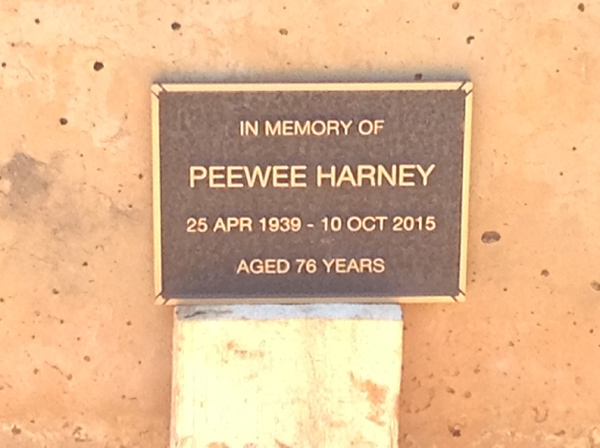 IN MEMORY OF
PEEWEE HARNEY
25 APR 1939 - 10 OCT 2015
AGED 76 YEARS